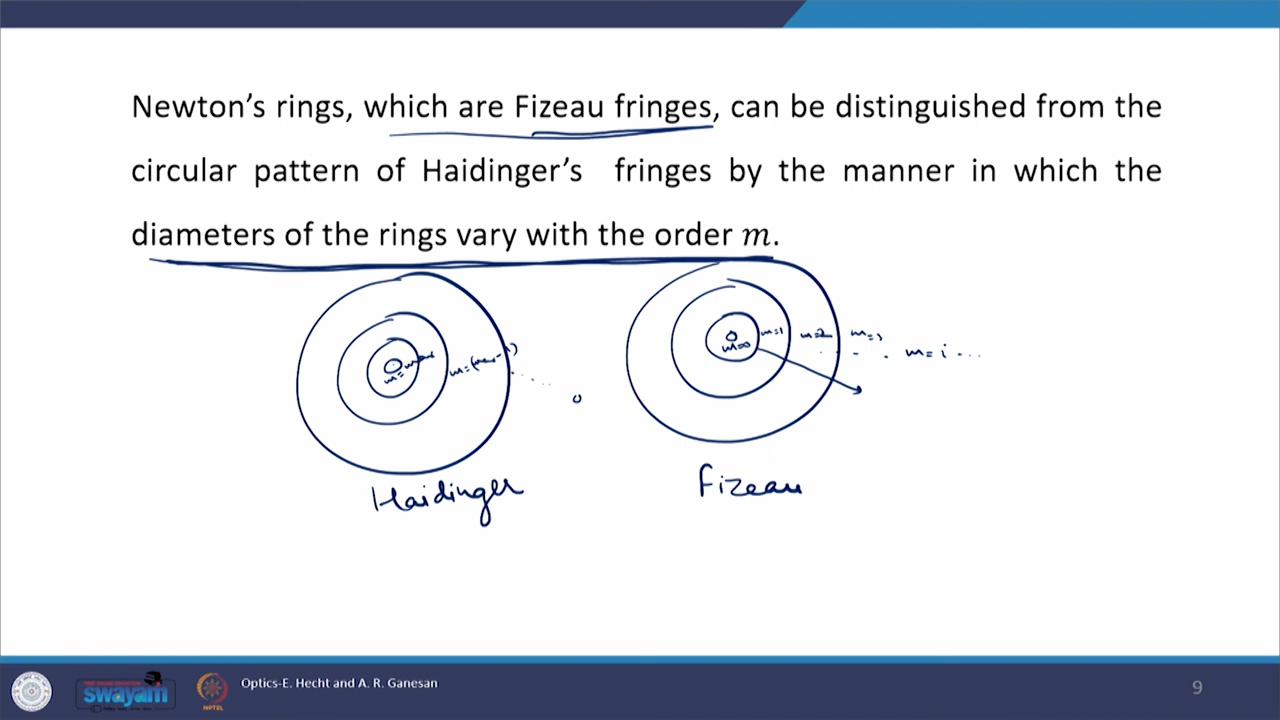 Newton's rings, which are Fizeau fringes, can be distinguished from the
circular pattern of Haidinger's fringes by the manner in which the
diameters of the rings vary with the order m.
m=0 m=1 m=2 m=3 m=i...
Haidinger
Fizeau
swayam
NPTEL
Optics-E. Hecht and A. R. Ganesan
9